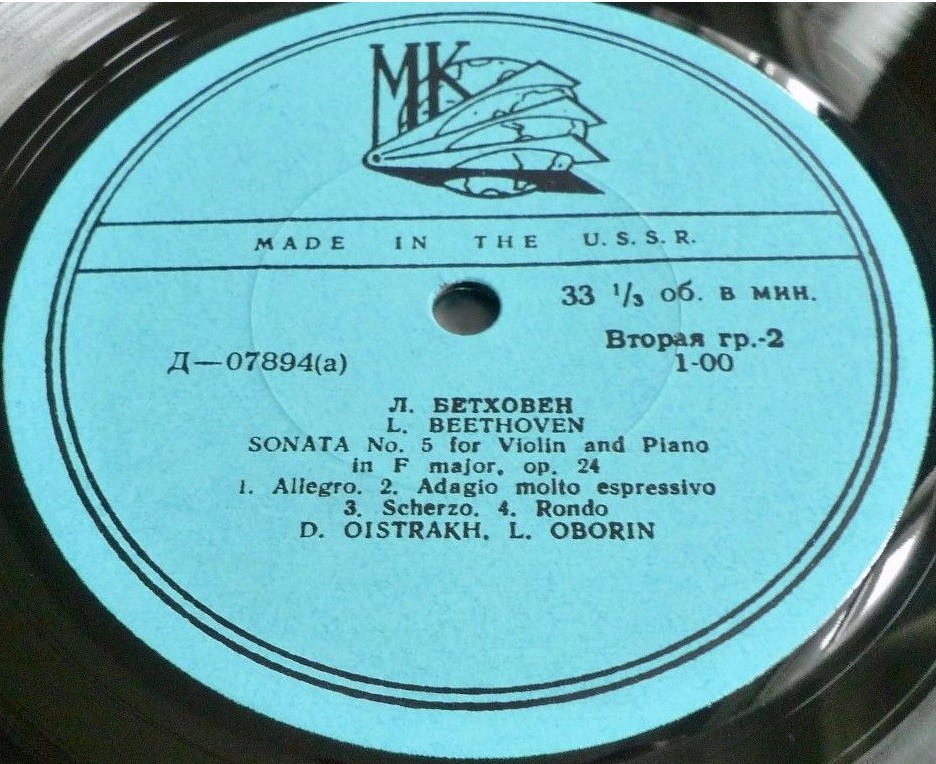 МК
MADE IN THE U.S.S.R.
33 1/3 об. в мин.
Вторая гр.-2
Д—07894(а)
1-00
Л. БЕТХОВЕН
L. BEETHOVEN
SONATA No. 5 for Violin and Piano
in F major, op. 24
1. Allegro. 2. Adagio molto espressivo
3. Scherzo. 4. Rondo
D. OISTRAKH, L. OBORIN